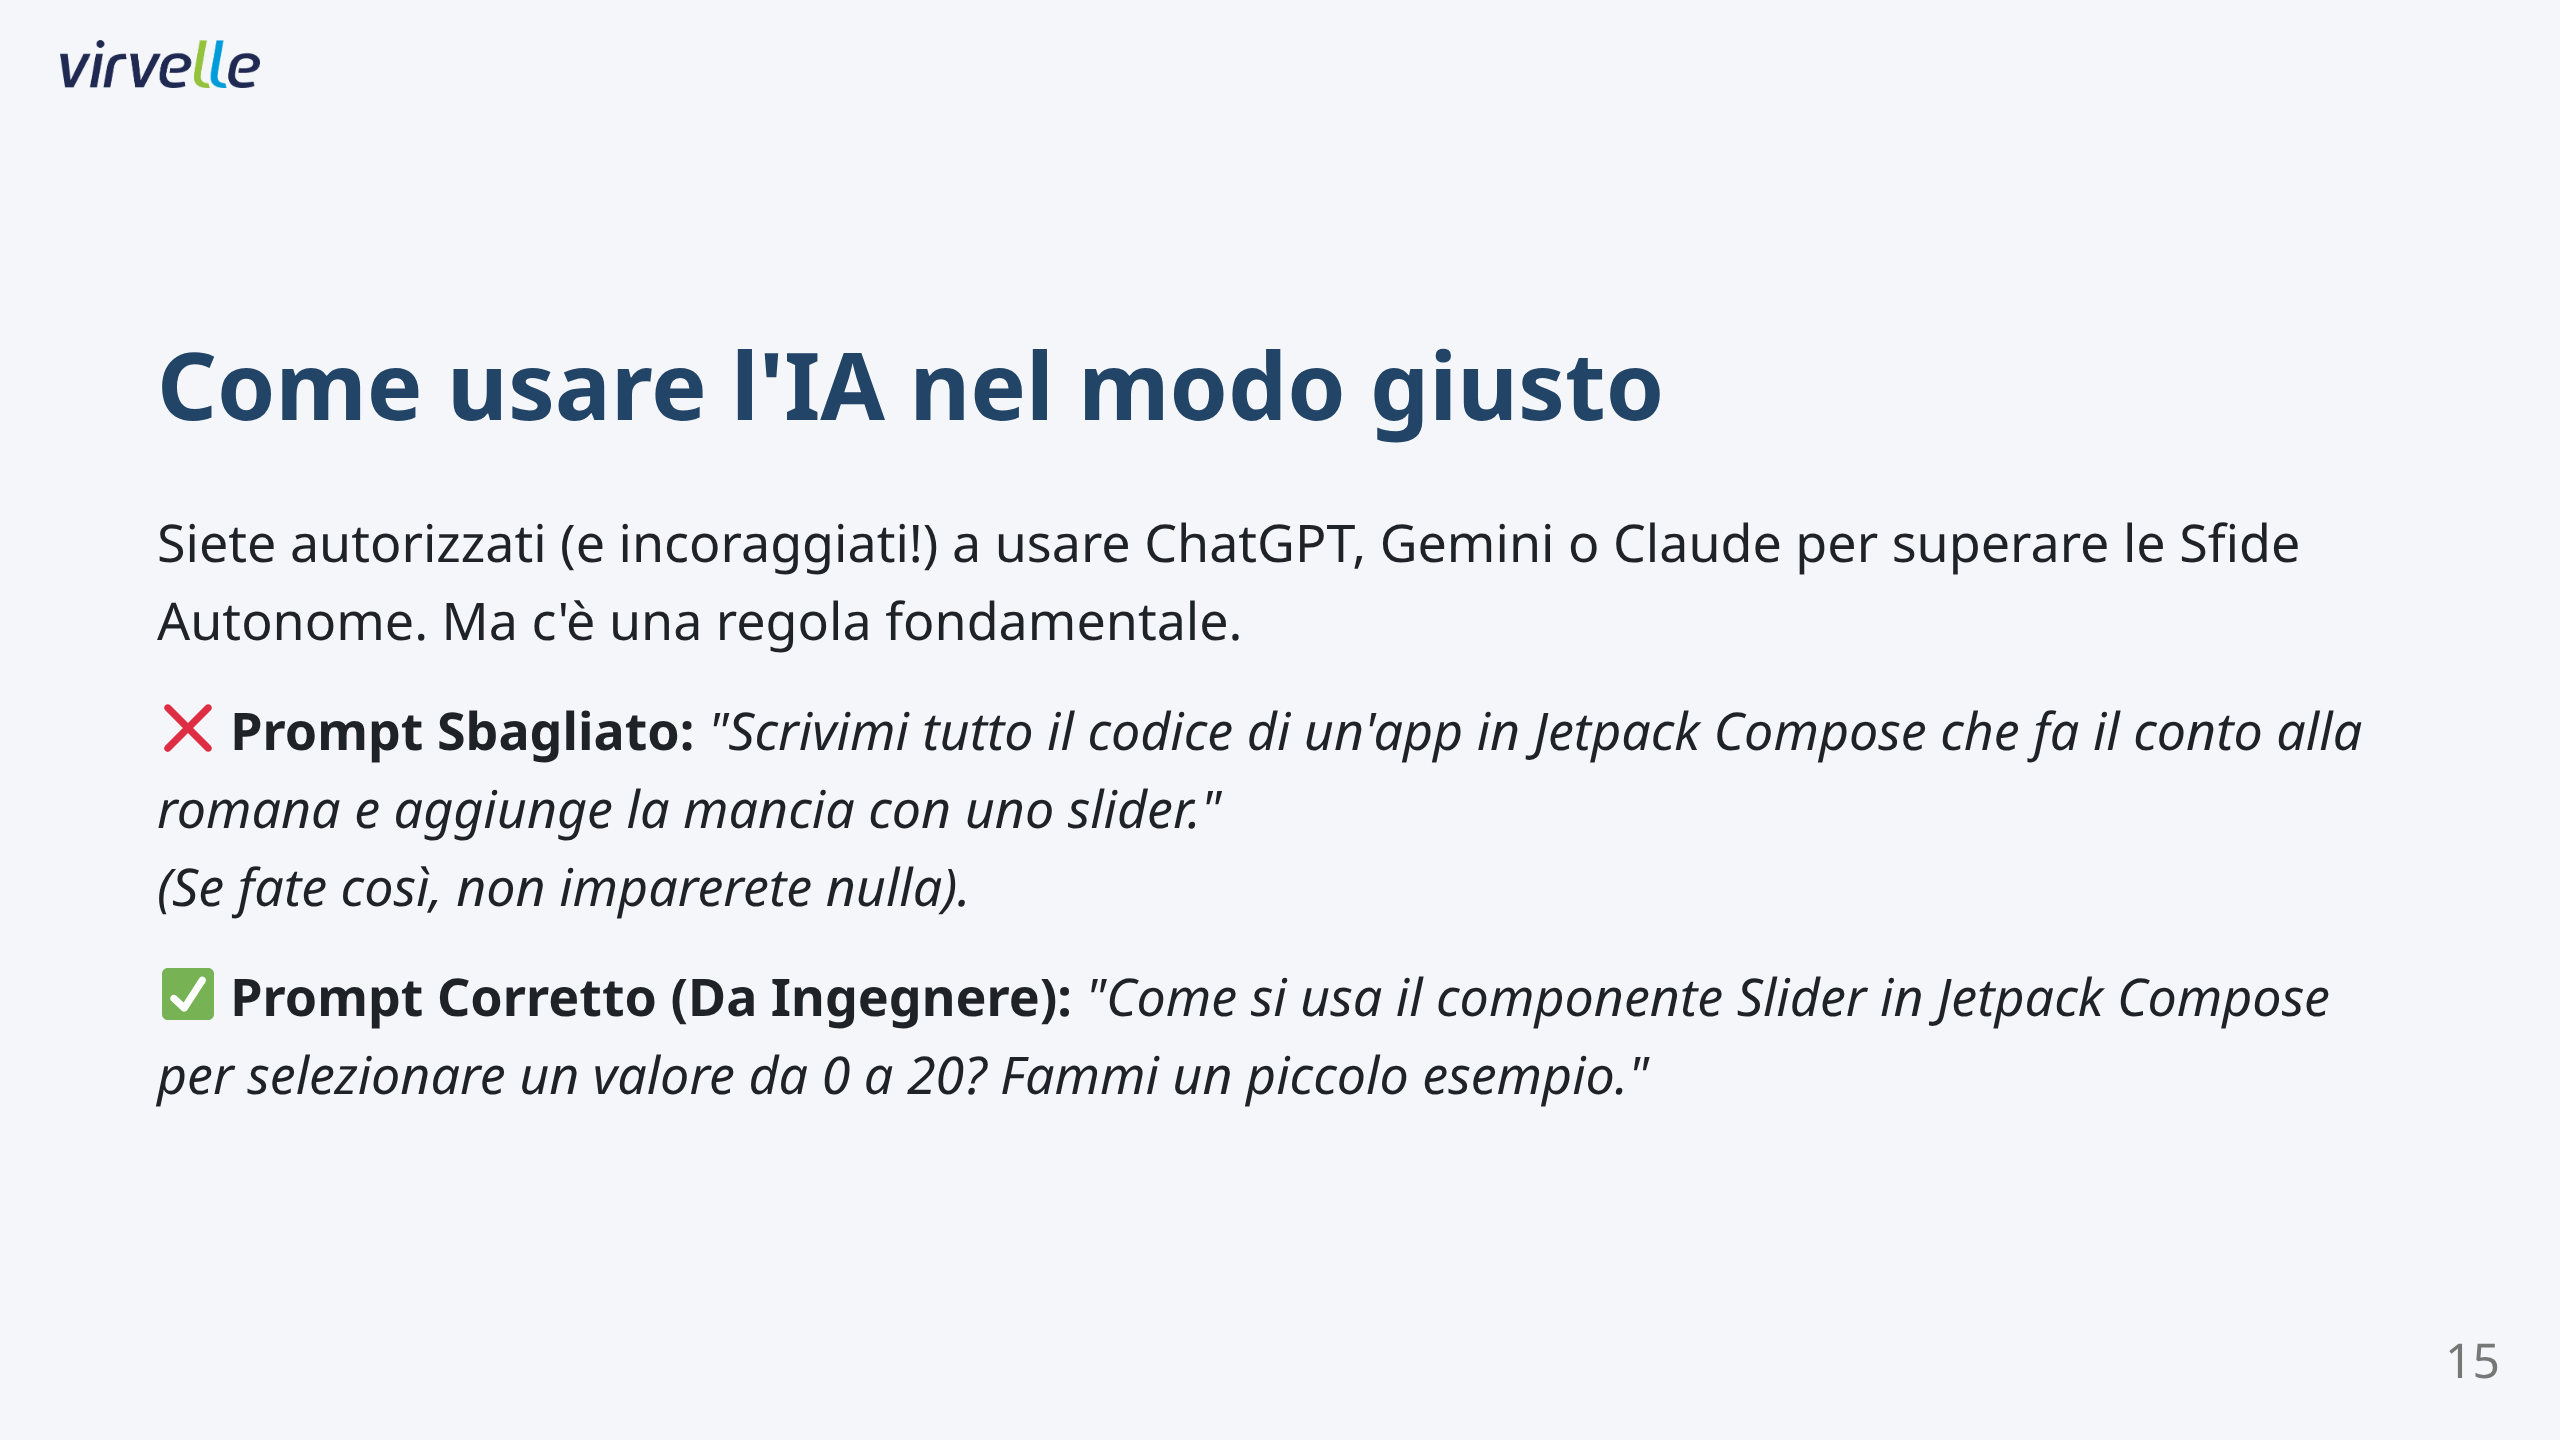 virvelle
Come usare l'IA nel modo giusto
Siete autorizzati (e incoraggiati!) a usare ChatGPT, Gemini o Claude per superare le Sfide
Autonome. Ma c'è una regola fondamentale.
❌ Prompt Sbagliato: "Scrivimi tutto il codice di un'app in Jetpack Compose che fa il conto alla
romana e aggiunge la mancia con uno slider."
(Se fate così, non imparerete nulla).
✅ Prompt Corretto (Da Ingegnere): "Come si usa il componente Slider in Jetpack Compose
per selezionare un valore da 0 a 20? Fammi un piccolo esempio."
15